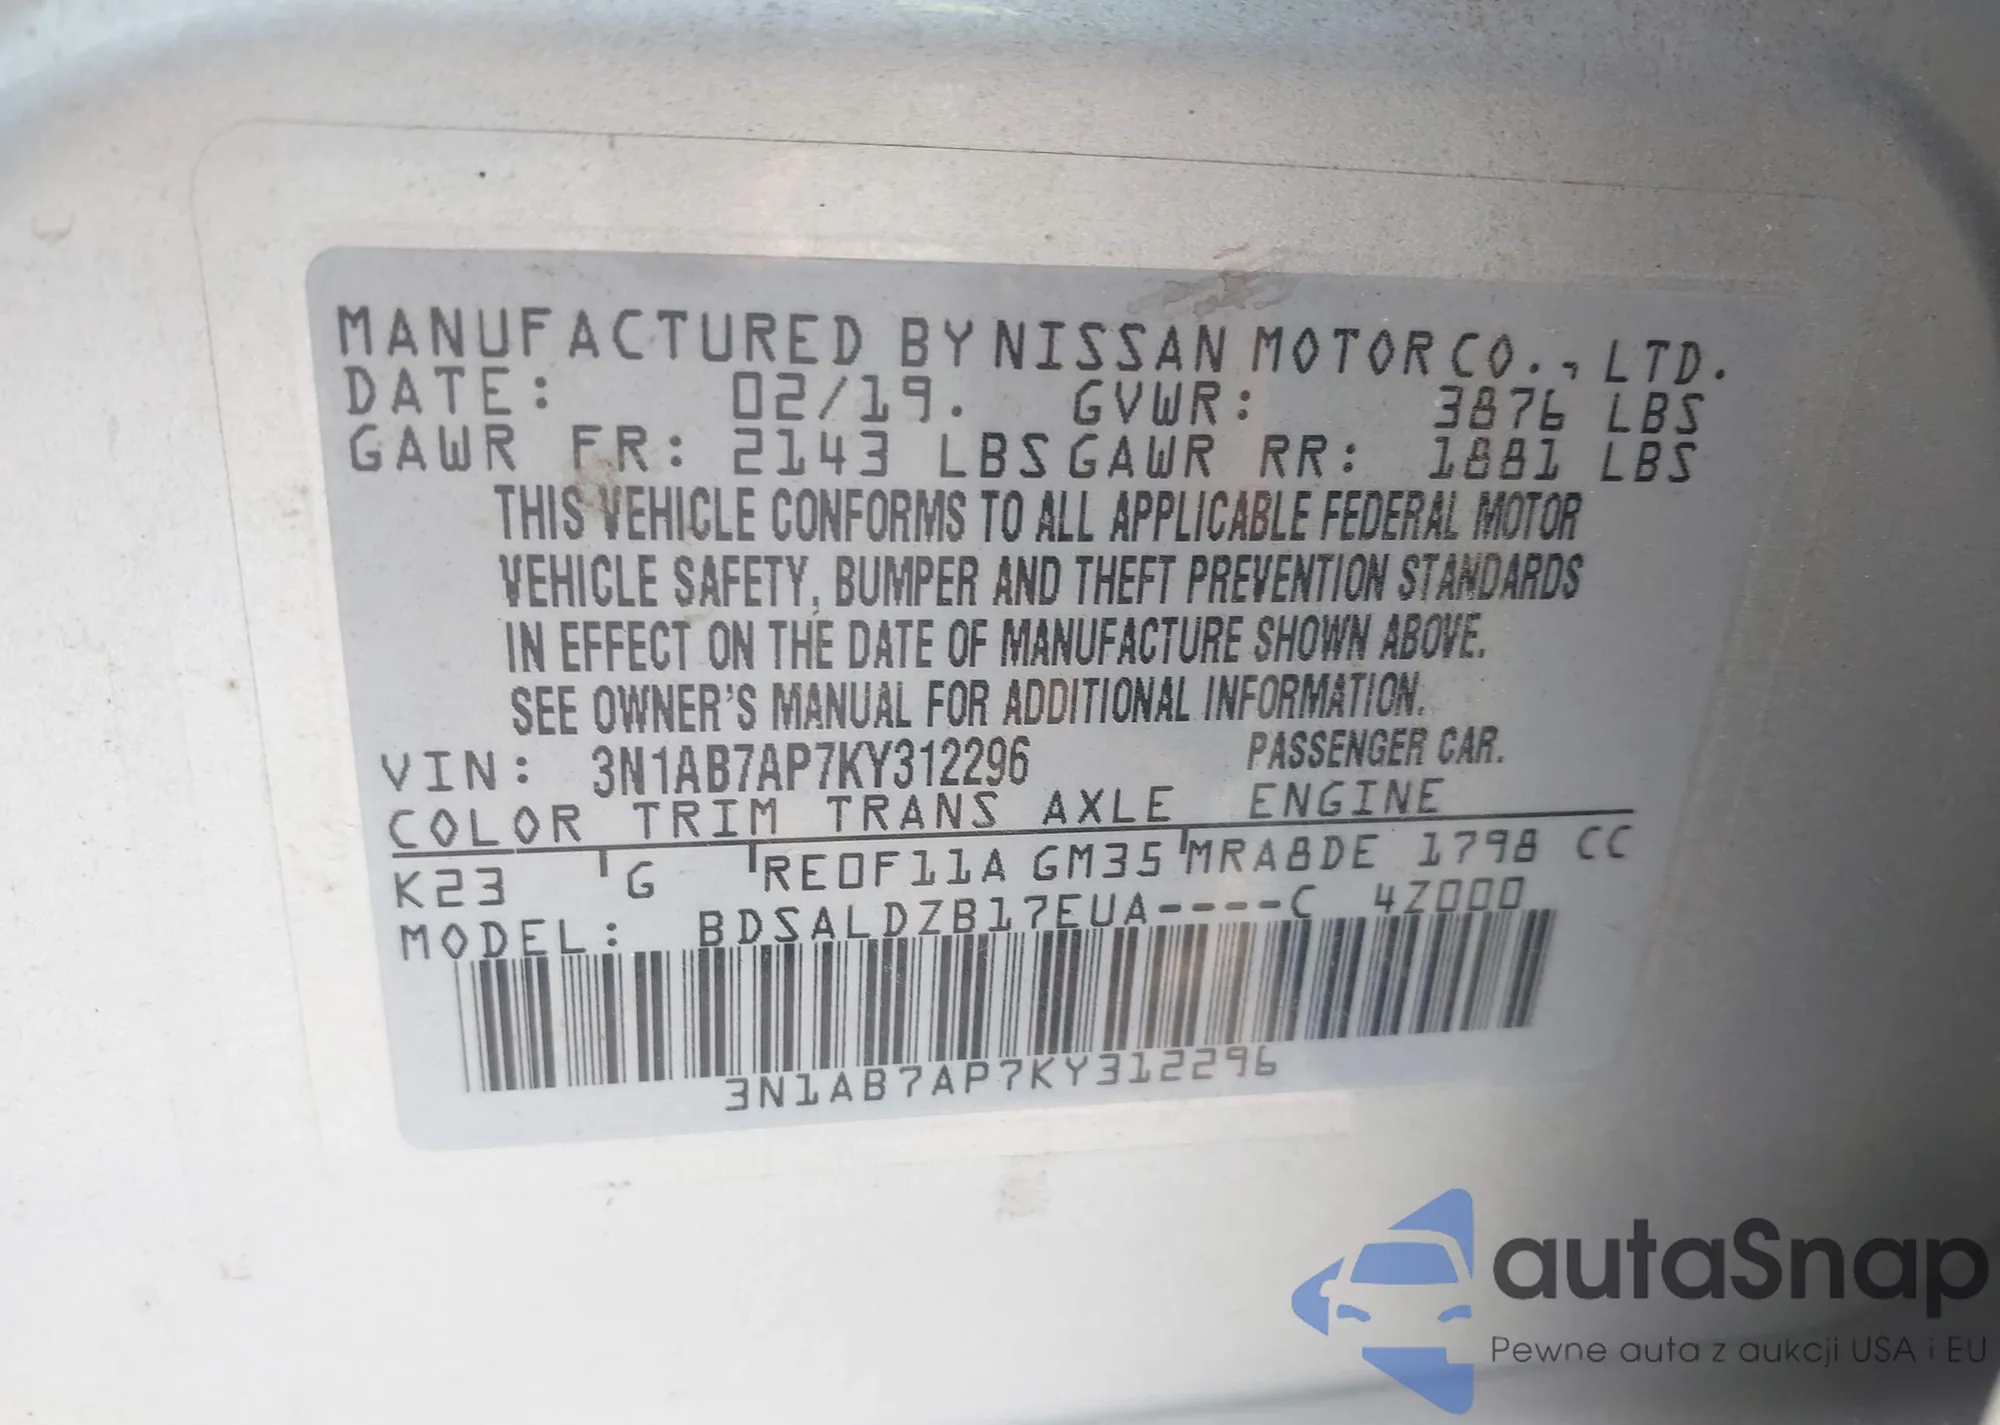 MANUFACTURED BY NISSAN MOTOR CO., LTD.
DATE: 02/19. GVWR: 3876 LBS
GAWR FR: 2143 LBS GAWR RR: 1881 LBS
THIS VEHICLE CONFORMS TO ALL APPLICABLE FEDERAL MOTOR
VEHICLE SAFETY, BUMPER AND THEFT PREVENTION STANDARDS
IN EFFECT ON THE DATE OF MANUFACTURE SHOWN ABOVE.
SEE OWNER'S MANUAL FOR ADDITIONAL INFORMATION.
VIN: 3N1AB7AP7KY312296 PASSENGER CAR.
COLOR TRIM TRANS AXLE ENGINE
K23 G RE0F11A GM35 MRA8DE 1798 CC
MODEL: BDSALDZB17EUA----C 4Z000
3N1AB7AP7KY312296
autaSnap
Pewne auta z aukcji USA i EU